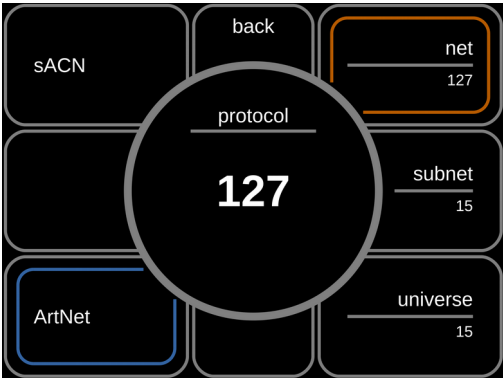 back
sACN
net
127
protocol
127
subnet
15
ArtNet
universe
15